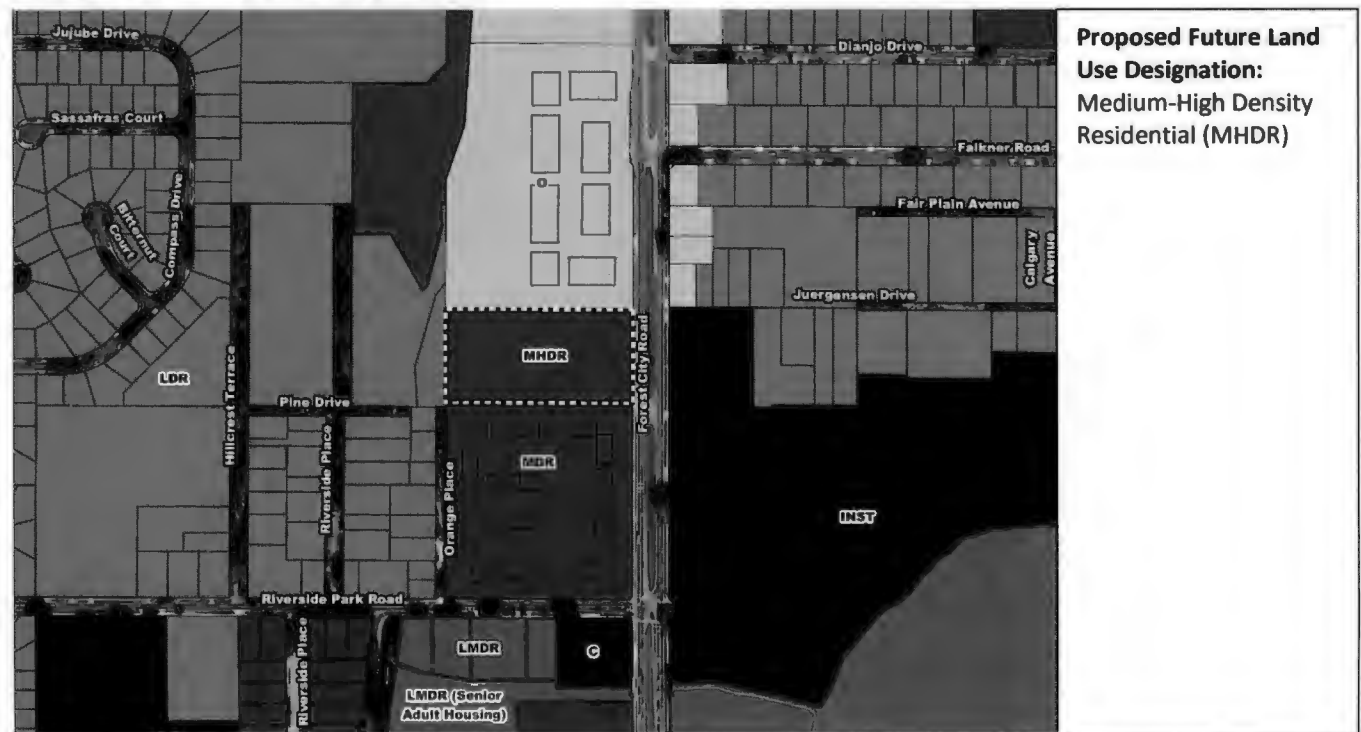 Jujube Drive
Dianjo Drive
Sassafras Court
Falkner Road
Bitternut
Court
Compass Drive
Fair Plain Avenue
Calgary
Avenue
Juergensen Drive
Forest City Road
MHDR
LDR
Hillcrest Terrace
Pine Drive
Riverside Place
Orange Place
MDR
INST
Riverside Park Road
Riverside Place
LMDR
C
LMDR (Senior
Adult Housing)
Proposed Future Land
Use Designation:
Medium-High Density
Residential (MHDR)